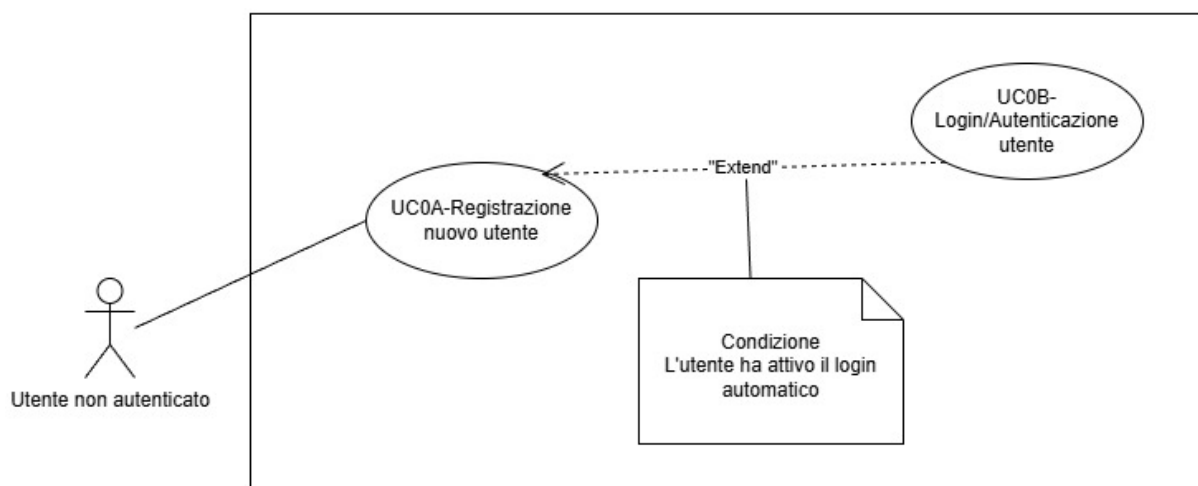 UC0B-
Login/Autenticazione
utente
"Extend"
UC0A-Registrazione
nuovo utente
Condizione
L'utente ha attivo il login
automatico
Utente non autenticato